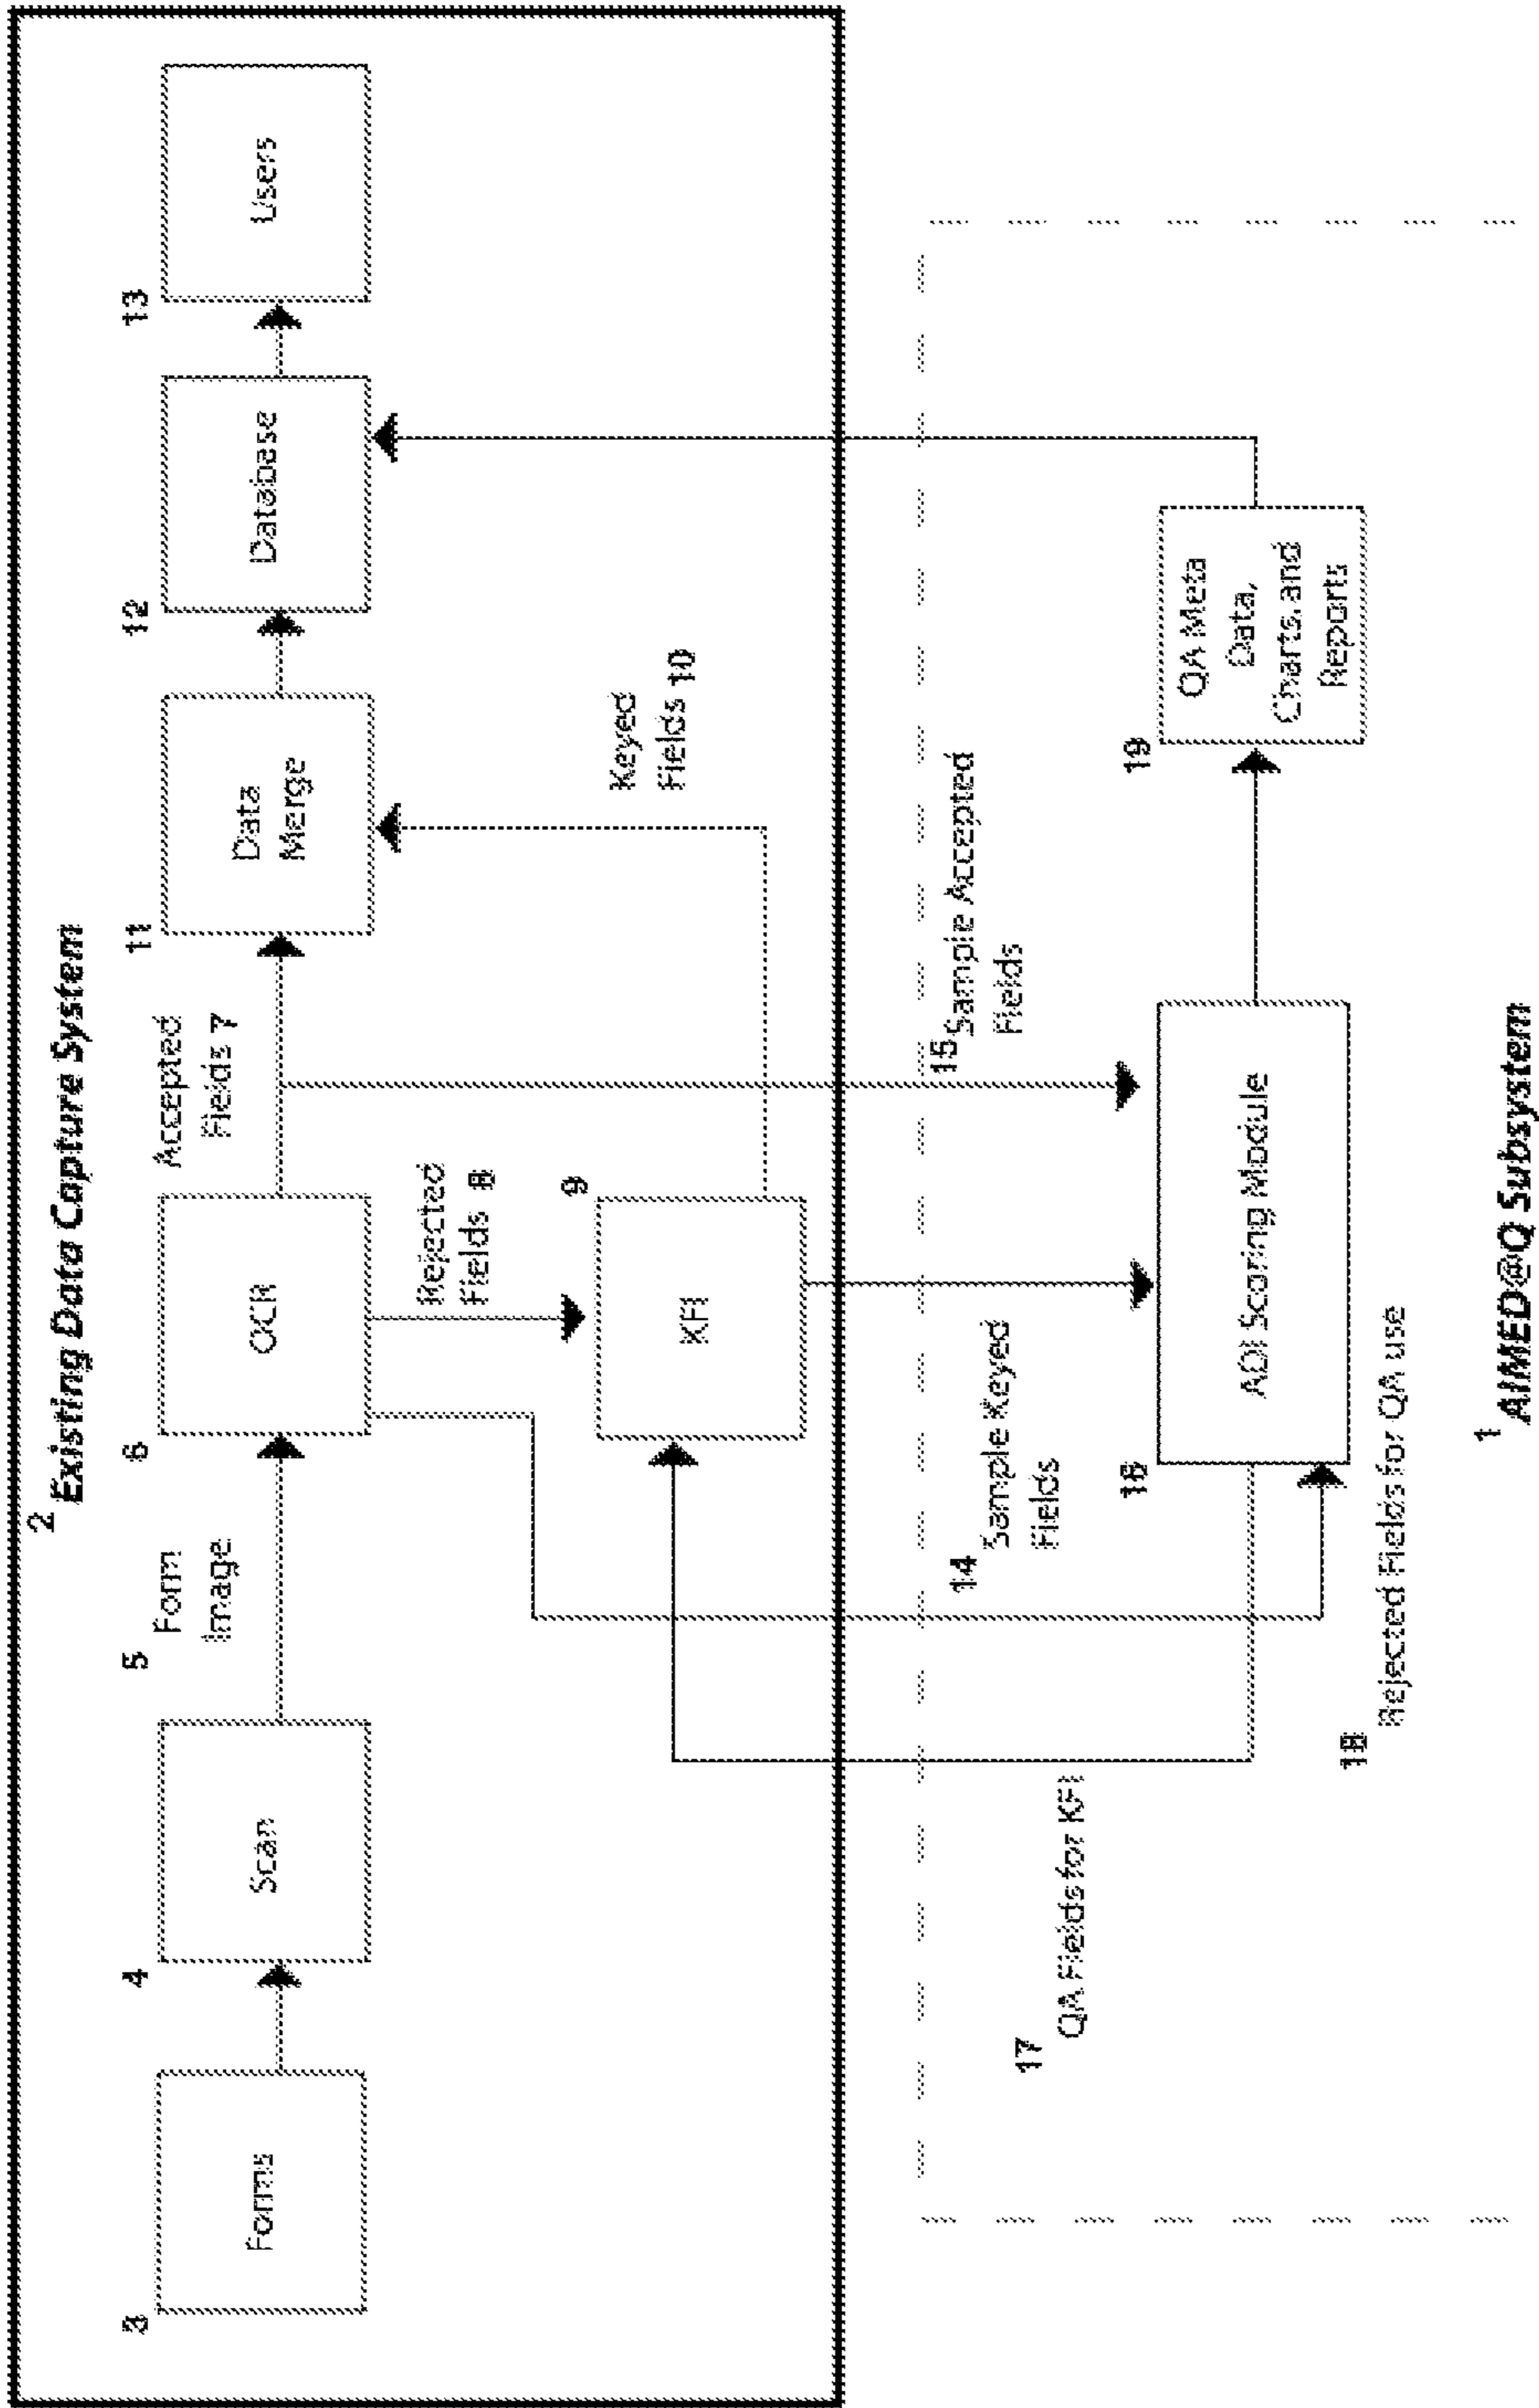 2 Existing Data Capture System
3
Forms
4
Scan
5
Form
Image
6
OCR
Accepted
Fields 7
11
Data
Merge
12
Database
13
Users
Rejected
Fields 8
9
KFI
Keyed
Fields 10
17
QA Fields for KFI
14
Sample Keyed
Fields
15
Sample Accepted
Fields
16
ADI Scoring Module
18
Rejected Fields for QA use
19
QA Meta
Data,
Charts and
Reports
1 AIMED@Q Subsystem